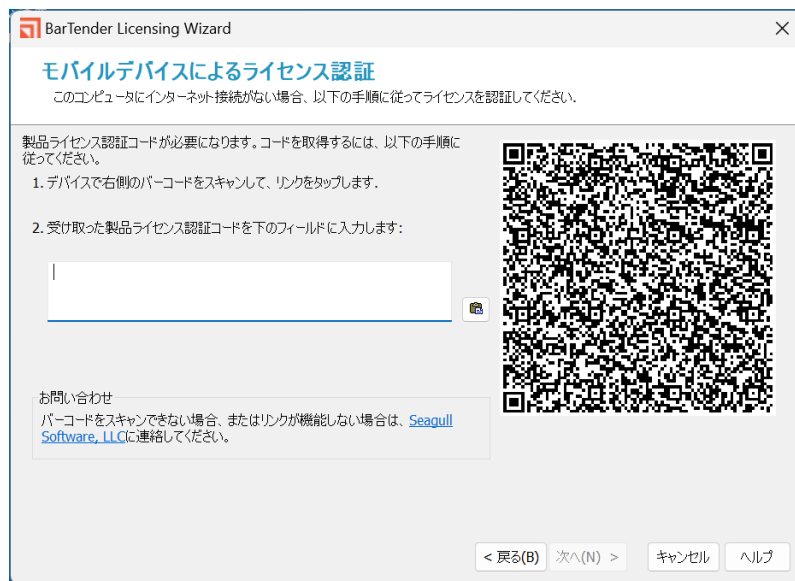 BarTender Licensing Wizard
モバイルデバイスによるライセンス認証
このコンピュータにインターネット接続がない場合、以下の手順に従ってライセンスを認証してください.
製品ライセンス認証コードが必要になります。コードを取得するには、以下の手順に
従ってください。
1. デバイスで右側のバーコードをスキャンして、リンクをタップします.
2. 受け取った製品ライセンス認証コードを下のフィールドに入力します:
お問い合わせ
バーコードをスキャンできない場合、またはリンクが機能しない場合は、Seagull
Software, LLCに連絡してください。
< 戻る(B) 次へ(N) > キャンセル ヘルプ